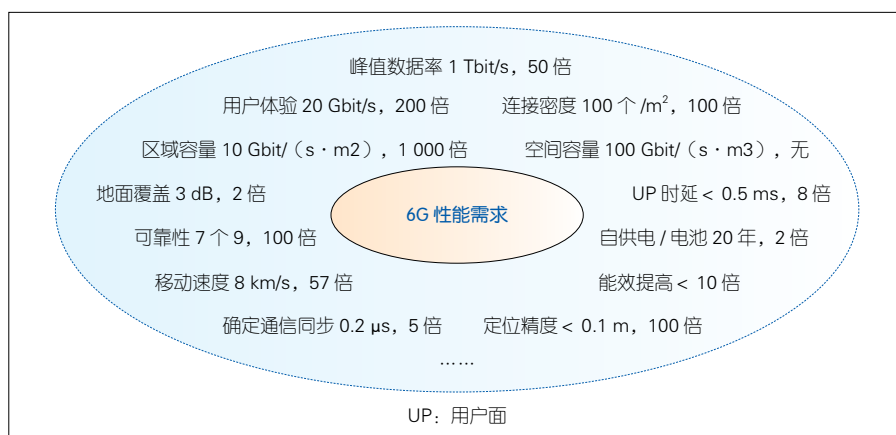 峰值数据率 1 Tbit/s，50 倍
用户体验 20 Gbit/s，200 倍 连接密度 100 个 /m²，100 倍
区域容量 10 Gbit/（s·m2），1 000 倍 空间容量 100 Gbit/（s·m3），无
地面覆盖 3 dB，2 倍 UP 时延 < 0.5 ms，8 倍
6G 性能需求
可靠性 7 个 9，100 倍 自供电 / 电池 20 年，2 倍
移动速度 8 km/s，57 倍 能效提高 < 10 倍
确定通信同步 0.2 μs，5 倍 定位精度 < 0.1 m，100 倍
……
UP：用户面